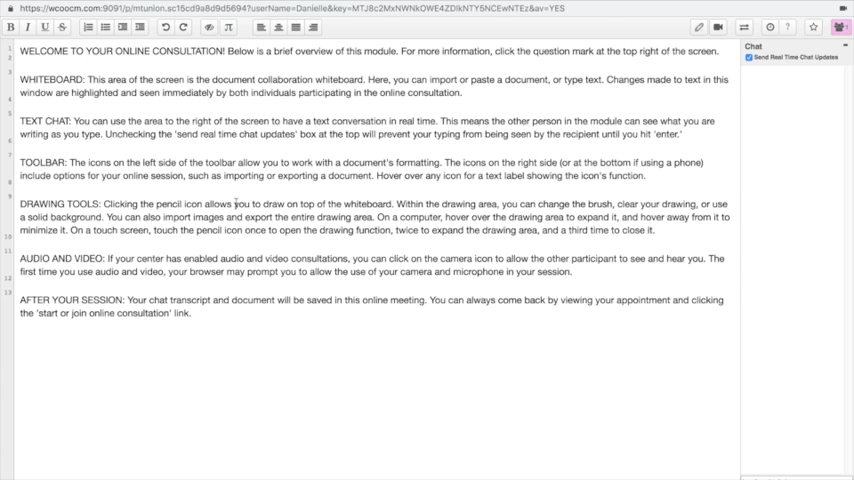 https://wcoocm.com:9091/p/mtunion.sc15cd9a8d9d5694?userName=Danielle&key=MTJ8c2MxNWNkOWE4ZDlkNTY5NCEwNTEz&av=YES
B I U S
Chat
Send Real Time Chat Updates
1 WELCOME TO YOUR ONLINE CONSULTATION! Below is a brief overview of this module. For more information, click the question mark at the top right of the screen.
2
3 WHITEBOARD: This area of the screen is the document collaboration whiteboard. Here, you can import or paste a document, or type text. Changes made to text in this
window are highlighted and seen immediately by both individuals participating in the online consultation.
4
5 TEXT CHAT: You can use the area to the right of the screen to have a text conversation in real time. This means the other person in the module can see what you are
writing as you type. Unchecking the 'send real time chat updates' box at the top will prevent your typing from being seen by the recipient until you hit 'enter.'
6
7 TOOLBAR: The icons on the left side of the toolbar allow you to work with a document's formatting. The icons on the right side (or at the bottom if using a phone)
include options for your online session, such as importing or exporting a document. Hover over any icon for a text label showing the icon's function.
8
9 DRAWING TOOLS: Clicking the pencil icon allows you to draw on top of the whiteboard. Within the drawing area, you can change the brush, clear your drawing, or use
a solid background. You can also import images and export the entire drawing area. On a computer, hover over the drawing area to expand it, and hover away from it to
minimize it. On a touch screen, touch the pencil icon once to open the drawing function, twice to expand the drawing area, and a third time to close it.
10
11 AUDIO AND VIDEO: If your center has enabled audio and video consultations, you can click on the camera icon to allow the other participant to see and hear you. The
first time you use audio and video, your browser may prompt you to allow the use of your camera and microphone in your session.
12
13 AFTER YOUR SESSION: Your chat transcript and document will be saved in this online meeting. You can always come back by viewing your appointment and clicking
the 'start or join online consultation' link.